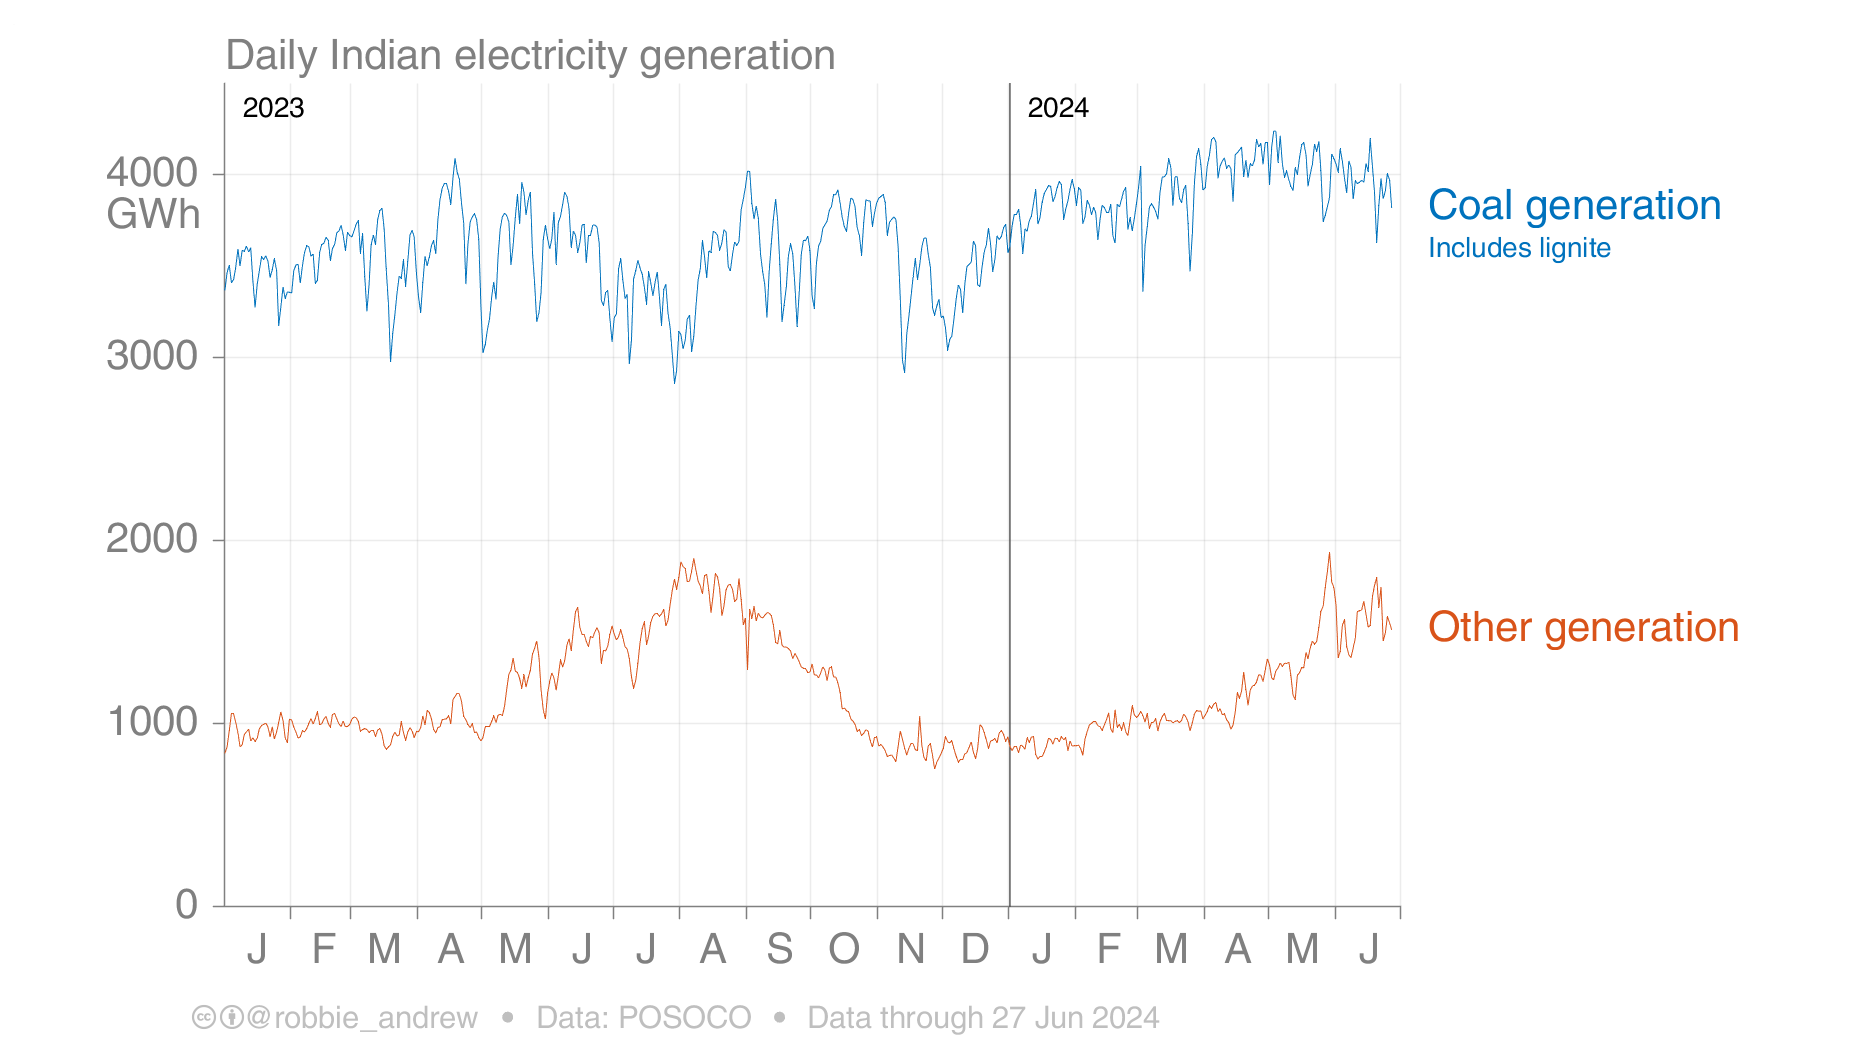 Daily Indian electricity generation
2023
2024
4000
GWh
3000
2000
1000
0
Coal generation
Includes lignite
Other generation
J F M A M J J A S O N D J F M A M J
@robbie_andrew • Data: POSOCO • Data through 27 Jun 2024